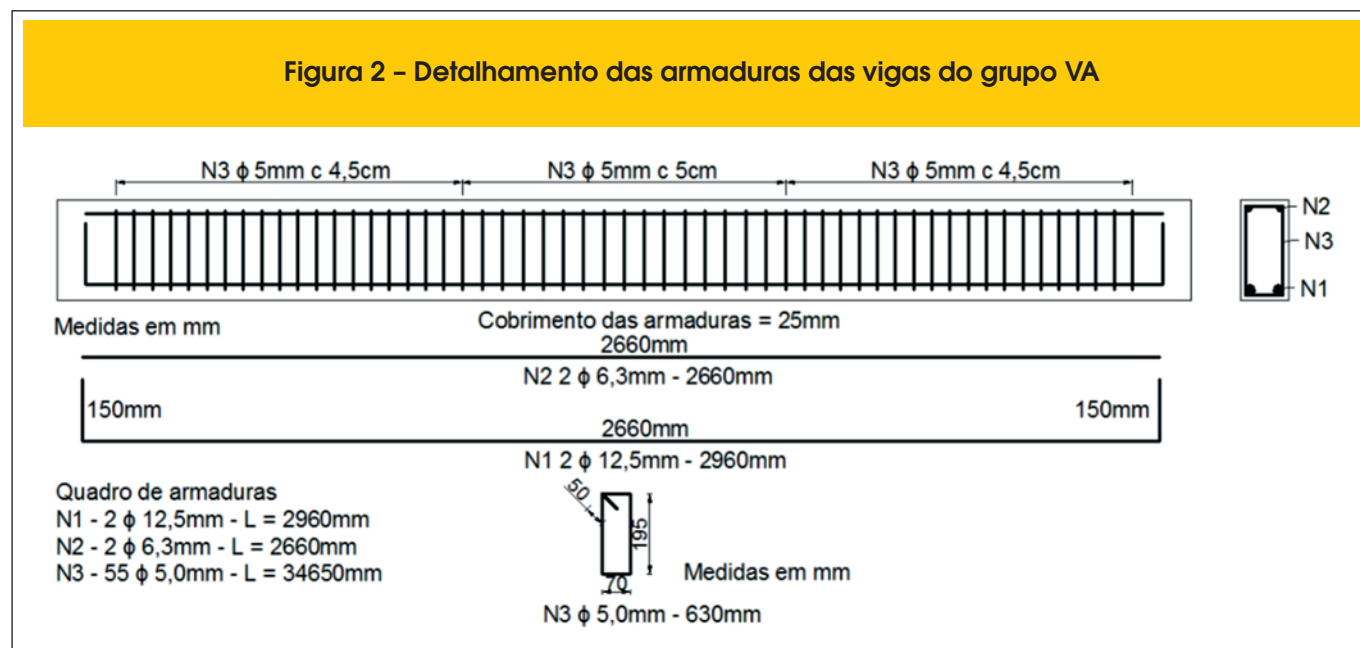 Figura 2 – Detalhamento das armaduras das vigas do grupo VA
N3 ϕ 5mm c 4,5cm
N3 ϕ 5mm c 5cm
N3 ϕ 5mm c 4,5cm
N2
N3
N1
Medidas em mm
Cobrimento das armaduras = 25mm
2660mm
N2 2 ϕ 6,3mm - 2660mm
150mm
150mm
2660mm
N1 2 ϕ 12,5mm - 2960mm
Quadro de armaduras
N1 - 2 ϕ 12,5mm - L = 2960mm
N2 - 2 ϕ 6,3mm - L = 2660mm
N3 - 55 ϕ 5,0mm - L = 34650mm
50
195
70
Medidas em mm
N3 ϕ 5,0mm - 630mm